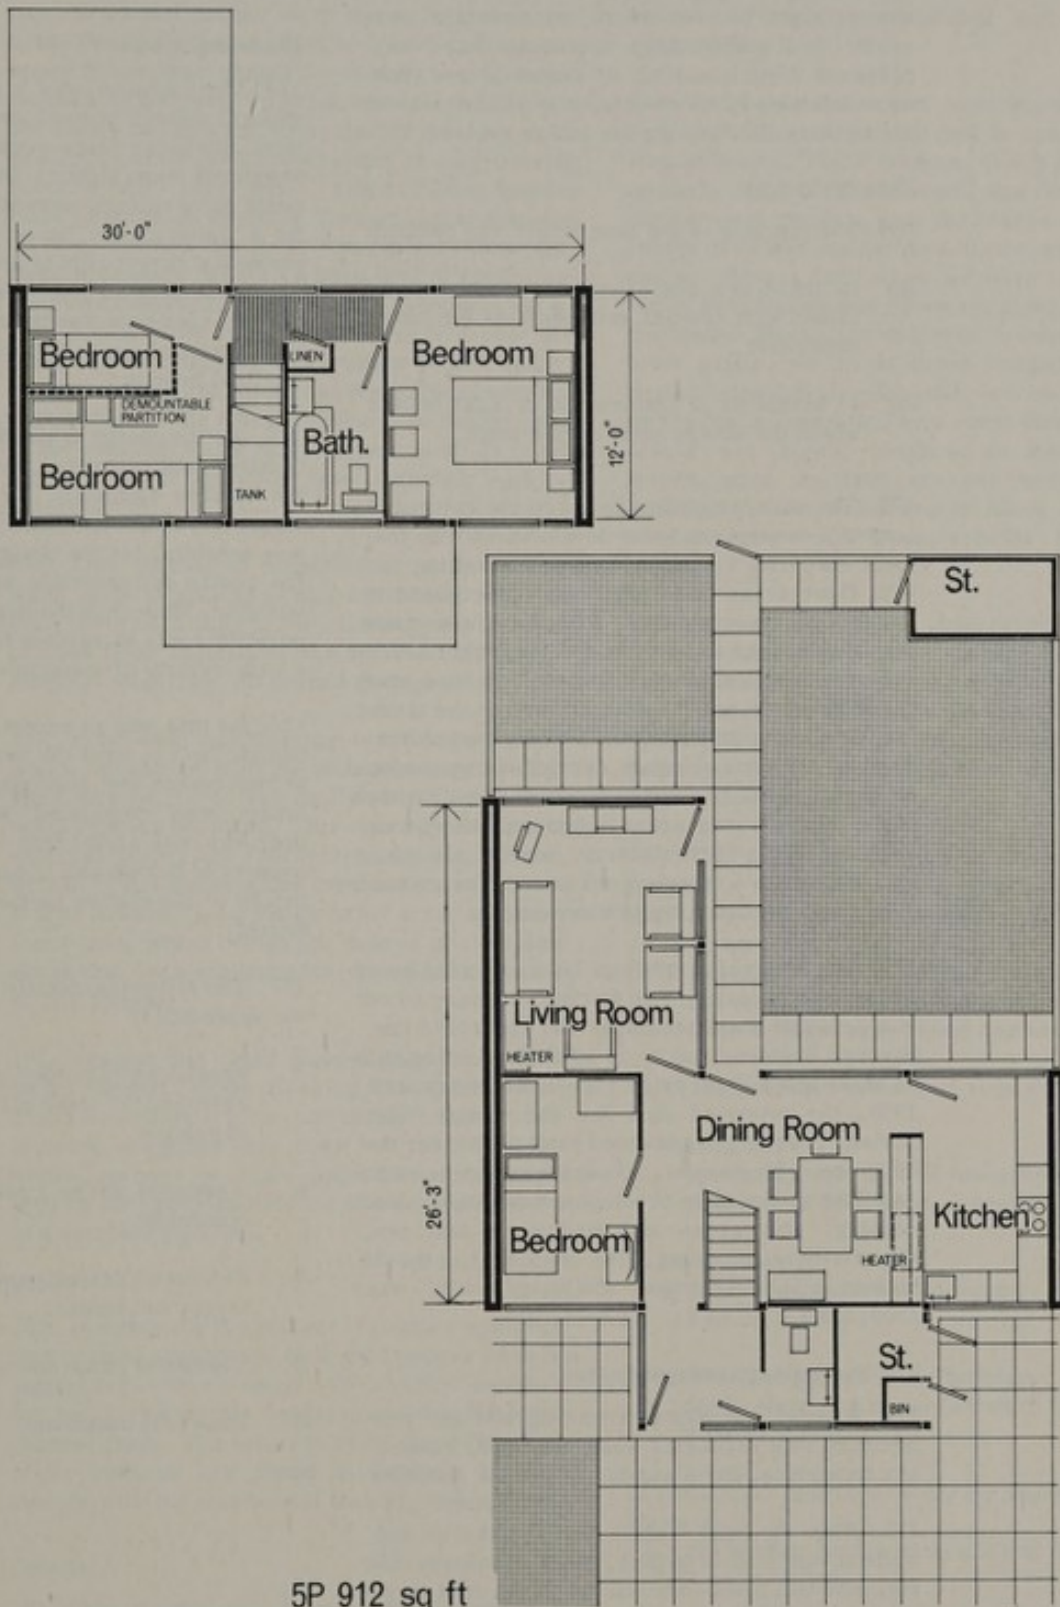 30'-0"
Bedroom
LINEN
Bedroom
DEMOUNTABLE
PARTITION
Bath.
12'-0"
Bedroom
TANK
St.
Living Room
HEATER
Dining Room
26'-3"
Bedroom
Kitchen
HEATER
St.
BIN
5P 912 sq ft